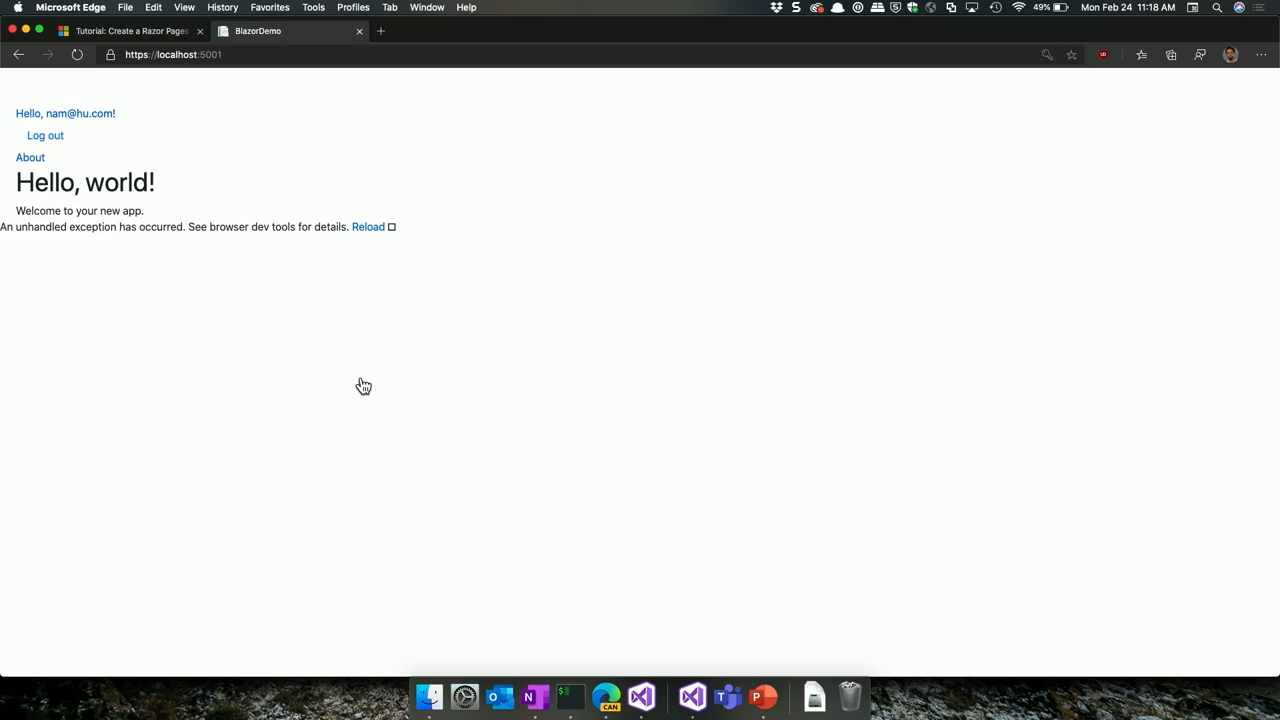 Microsoft Edge File Edit View History Favorites Tools Profiles Tab Window Help 49% Mon Feb 24 11:18 AM
Tutorial: Create a Razor Pages BlazorDemo
https://localhost:5001
Hello, nam@hu.com!
Log out
About
Hello, world!
Welcome to your new app.
An unhandled exception has occurred. See browser dev tools for details. Reload
CAN